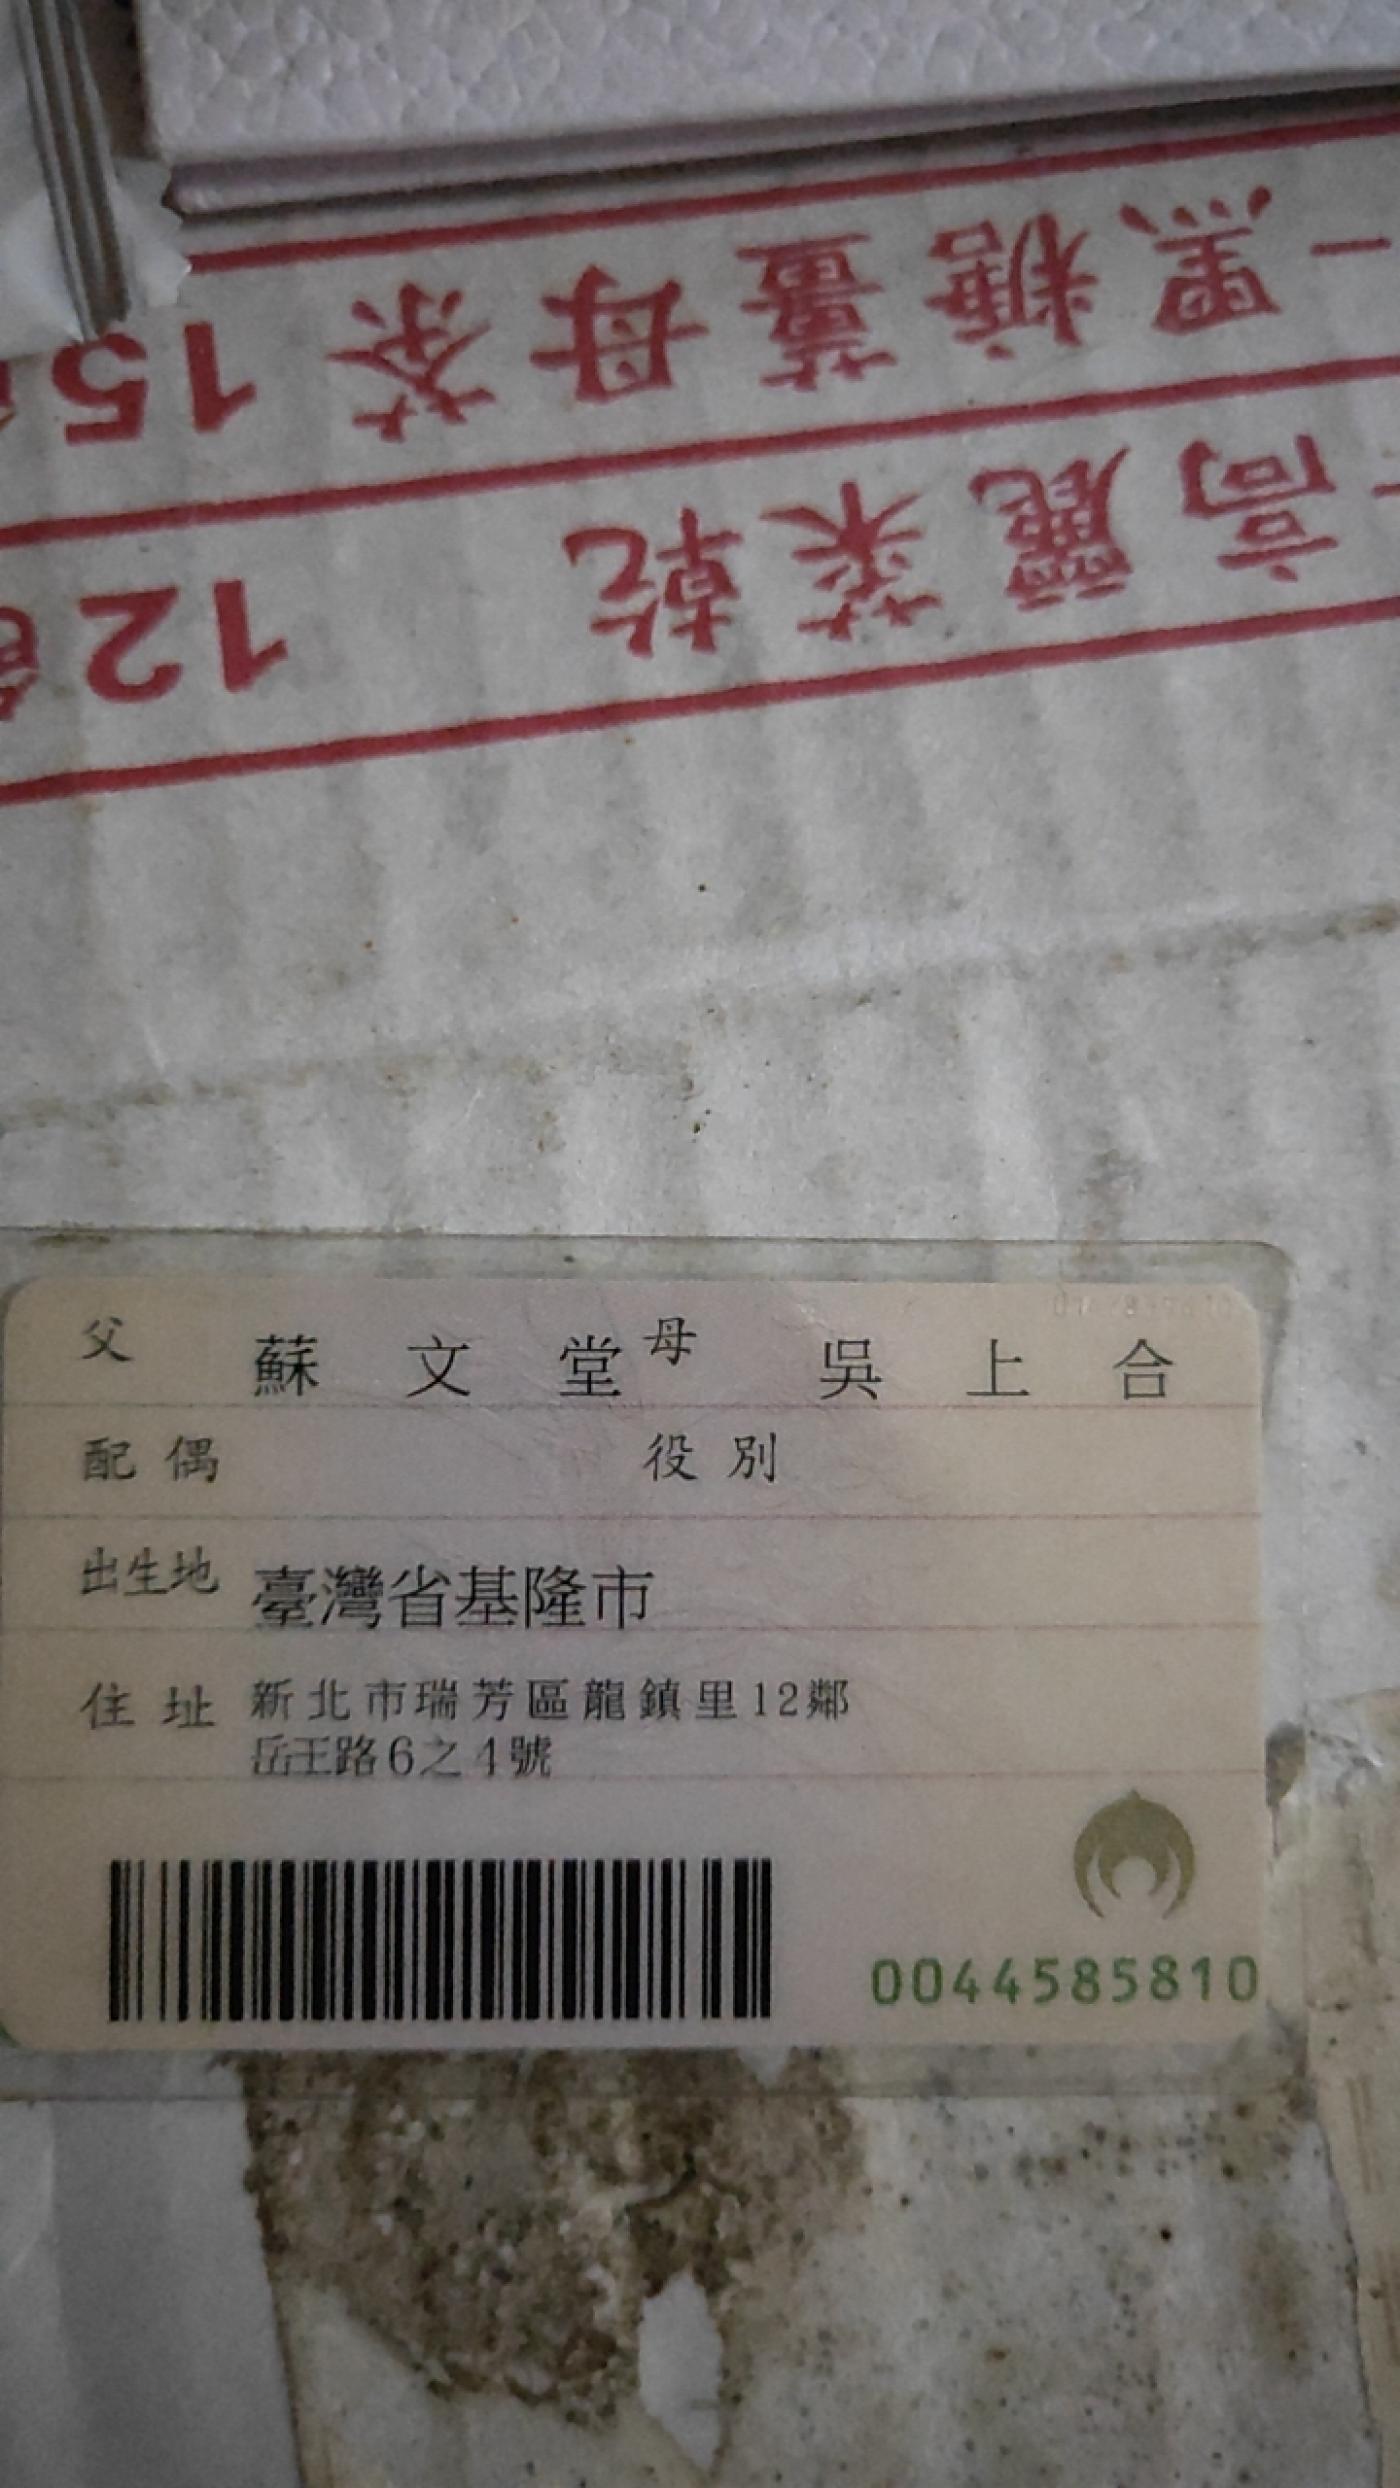 高麗菜乾 12
黑糖薑母茶 15
父 蘇文堂 母 吳上合
配偶 役別
出生地 臺灣省基隆市
住址 新北市瑞芳區龍鎮里12鄰
岳王路6之4號
0044585810